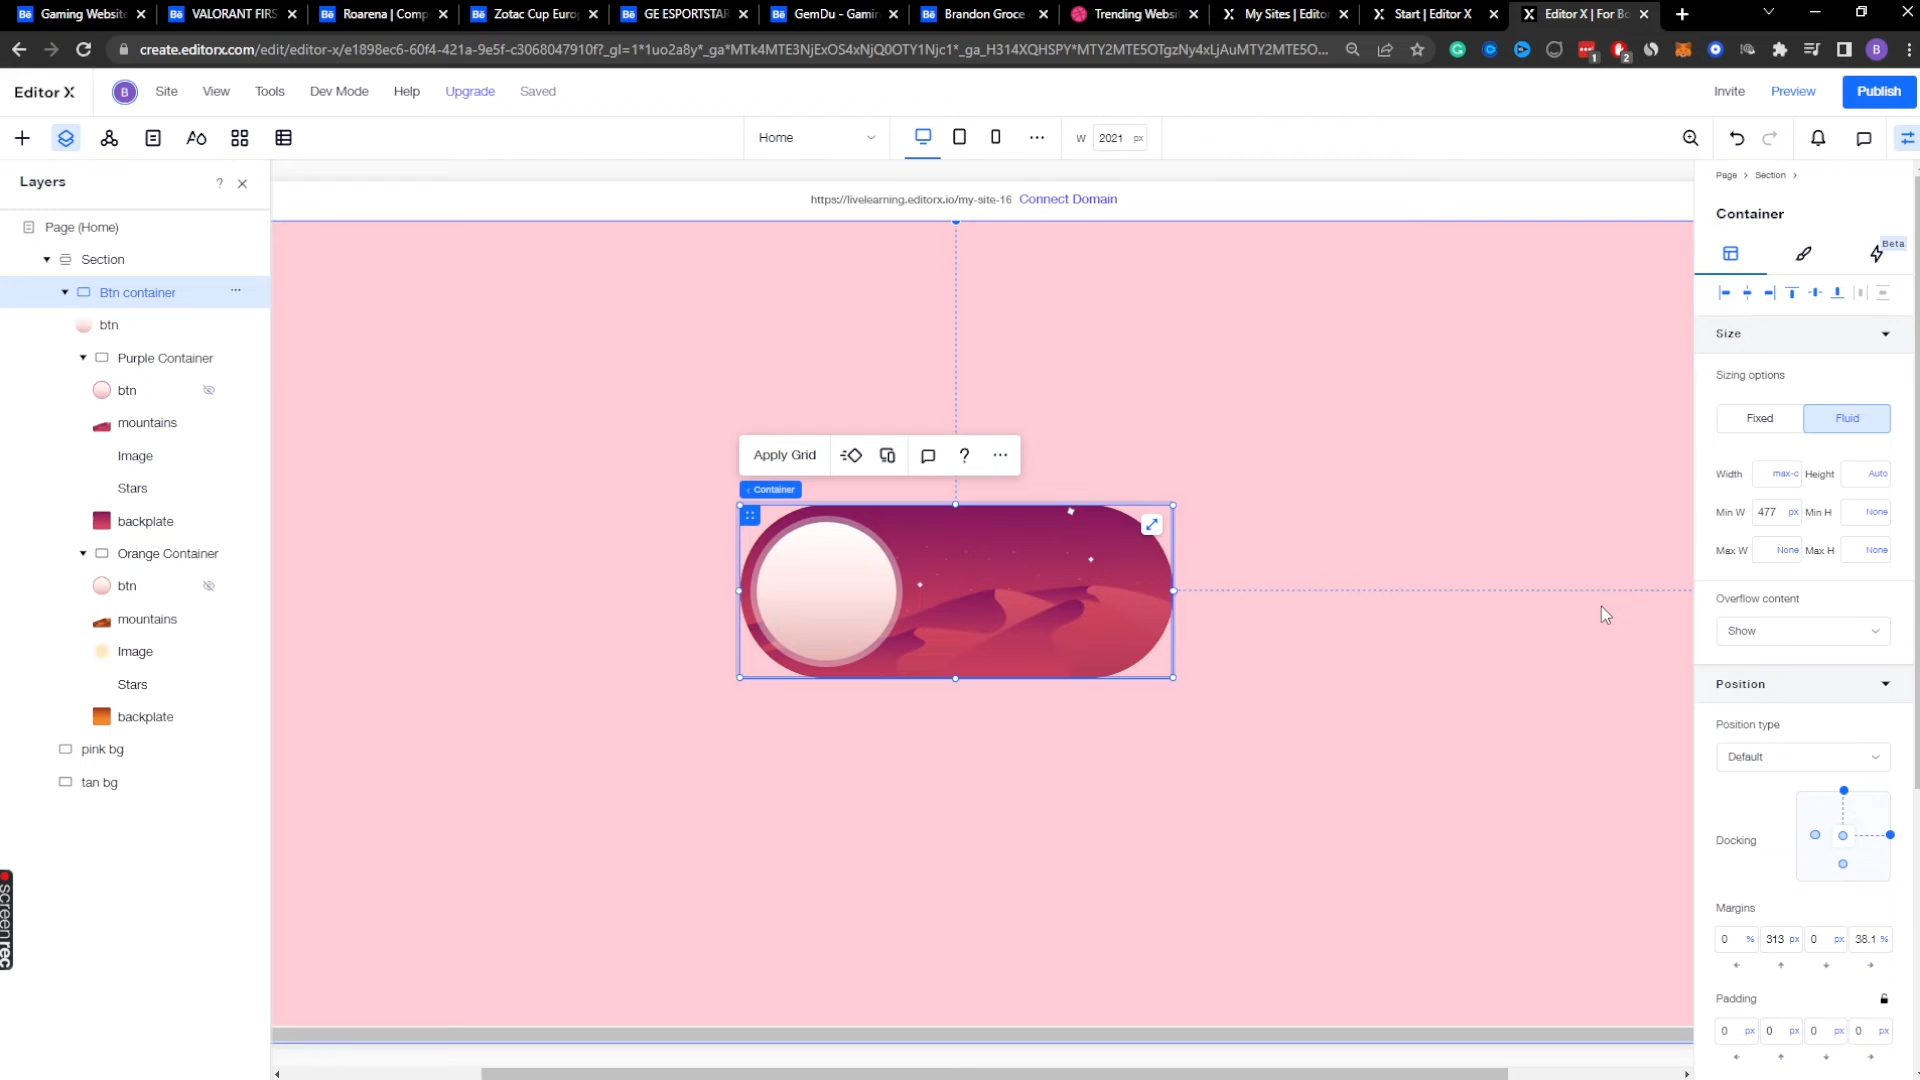 Gaming Website
VALORANT FIRS
Roarena | Comp
Zotac Cup Euro
GE ESPORTSTAR
GemDu - Gamin
Brandon Groce
Trending Websit
My Sites | Edito
Start | Editor X
Editor X | For Bo
create.editorx.com/edit/editor-x/e1898ec6-60f4-421a-9e5f-c3068047910f?_gl=1*1uo2a8y*_ga*MTk4MTE3NjExOS4xNjQ0OTY1Njc1*_ga_H314XQHSPY*MTY2MTE5OTgzNy4xLjAuMTY2MTE5O...
Editor X
B
Site
View
Tools
Dev Mode
Help
Upgrade
Saved
Invite
Preview
Publish
Home
W
2021 px
Layers
?
https://livelearning.editorx.io/my-site-16 Connect Domain
Page (Home)
Section
Btn container
btn
Purple Container
btn
mountains
Image
Stars
backplate
Orange Container
btn
mountains
Image
Stars
backplate
pink bg
tan bg
Apply Grid
?
Container
Page > Section >
Container
Beta
Size
Sizing options
Fixed
Fluid
Width max-c Height Auto
Min W 477 px Min H None
Max W None Max H None
Overflow content
Show
Position
Position type
Default
Docking
Margins
0 % 313 px 0 px 38.1 %
Padding
0 px 0 px 0 px 0 px
screenrec